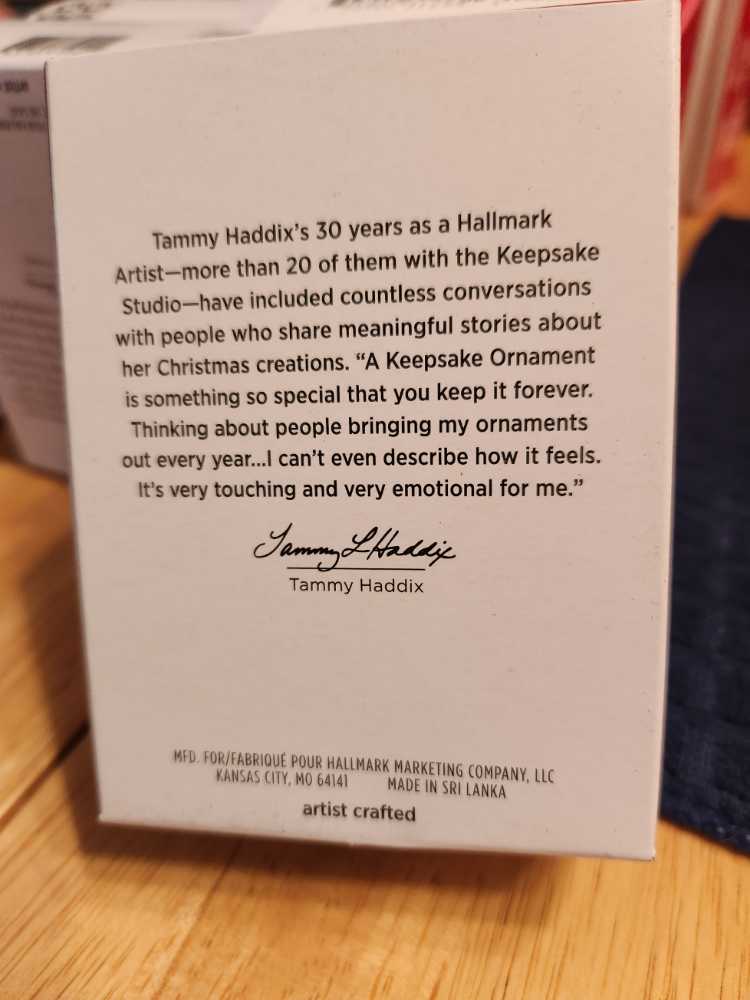 Tammy Haddix's 30 years as a Hallmark
Artist—more than 20 of them with the Keepsake
Studio—have included countless conversations
with people who share meaningful stories about
her Christmas creations. “A Keepsake Ornament
is something so special that you keep it forever.
Thinking about people bringing my ornaments
out every year...I can't even describe how it feels.
It's very touching and very emotional for me.”
Tammy L Haddix
Tammy Haddix
MFD. FOR/FABRIQUÉ POUR HALLMARK MARKETING COMPANY, LLC
KANSAS CITY, MO 64141 MADE IN SRI LANKA
artist crafted